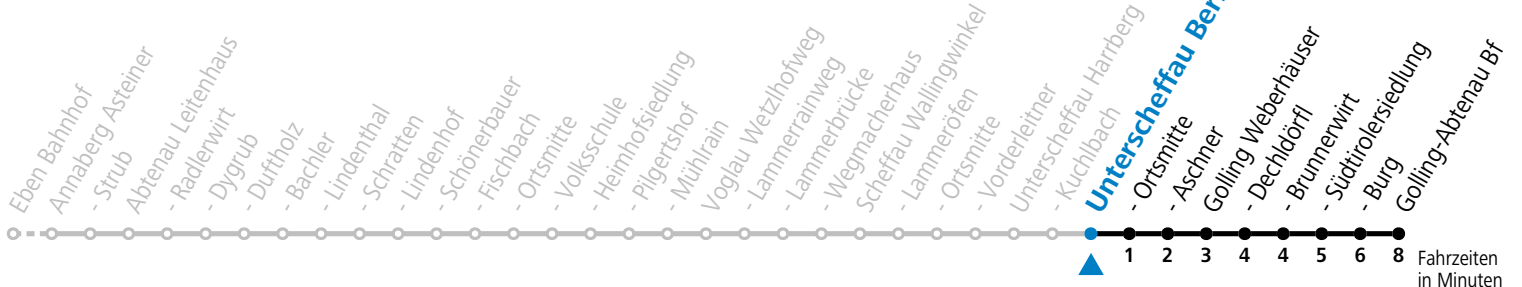 Eben Bahnhof
Annaberg Asteiner
- Strub
Abtenau Leitenhaus
- Radlerwirt
- Dygrub
- Duftholz
- Bachler
- Lindenthal
- Schratten
Lindenhof
- Schönerbauer
- Fischbach
- Ortsmitte
- Volksschule
- Heimhofsiedlung
- Pilgertshof
- Mühlrain
Voglau Wetzlhofweg
- Lammerrainweg
- Lammerbrücke
- Wegmacherhaus
Scheffau Wallingwinkel
- Lammeröfen
- Ortsmitte
- Vorderleitner
Unterscheffau Harrberg
- Kuchlbach
Unterscheffau
- Ortsmitte
- Aschner
Golling Weberhäuser
- Dechldörfl
- Brunnerwirt
- Südtirolersiedlung
- Burg
Golling-Abtenau Bf
1 2 3 4 4 5 6 8
Fahrzeiten
in Minuten